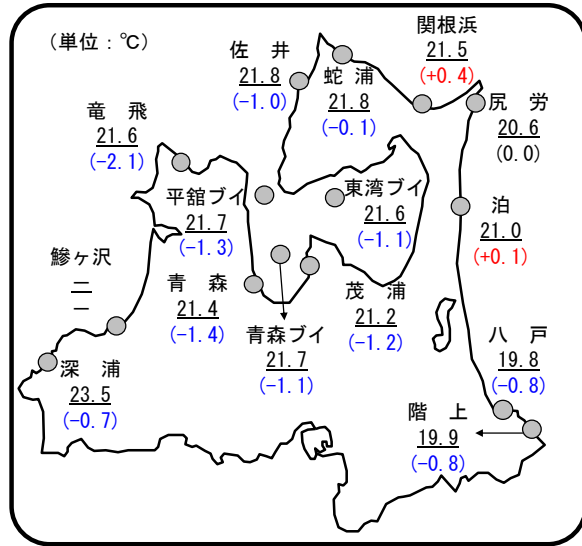 (単位：℃)
関根浜
21.5
(+0.4)
佐　井
21.8
(-1.0)
蛇　浦
21.8
(-0.1)
尻　労
20.6
(0.0)
竜　飛
21.6
(-2.1)
平舘ブイ
21.7
(-1.3)
東湾ブイ
21.6
(-1.1)
泊
21.0
(+0.1)
鰺ヶ沢
—
—
青　森
21.4
(-1.4)
青森ブイ
21.7
(-1.1)
茂　浦
21.2
(-1.2)
八　戸
19.8
(-0.8)
深　浦
23.5
(-0.7)
階　上
19.9
(-0.8)